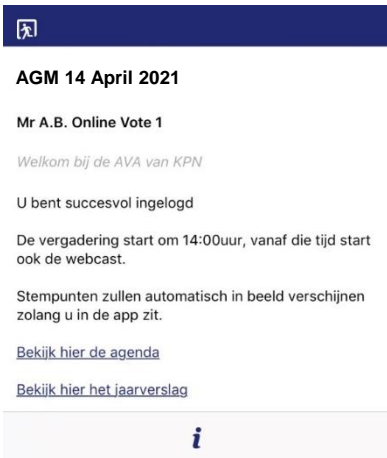 AGM 14 April 2021
Mr A.B. Online Vote 1
Welkom bij de AVA van KPN
U bent succesvol ingelogd
De vergadering start om 14:00uur, vanaf die tijd start
ook de webcast.
Stempunten zullen automatisch in beeld verschijnen
zolang u in de app zit.
Bekijk hier de agenda
Bekijk hier het jaarverslag
i